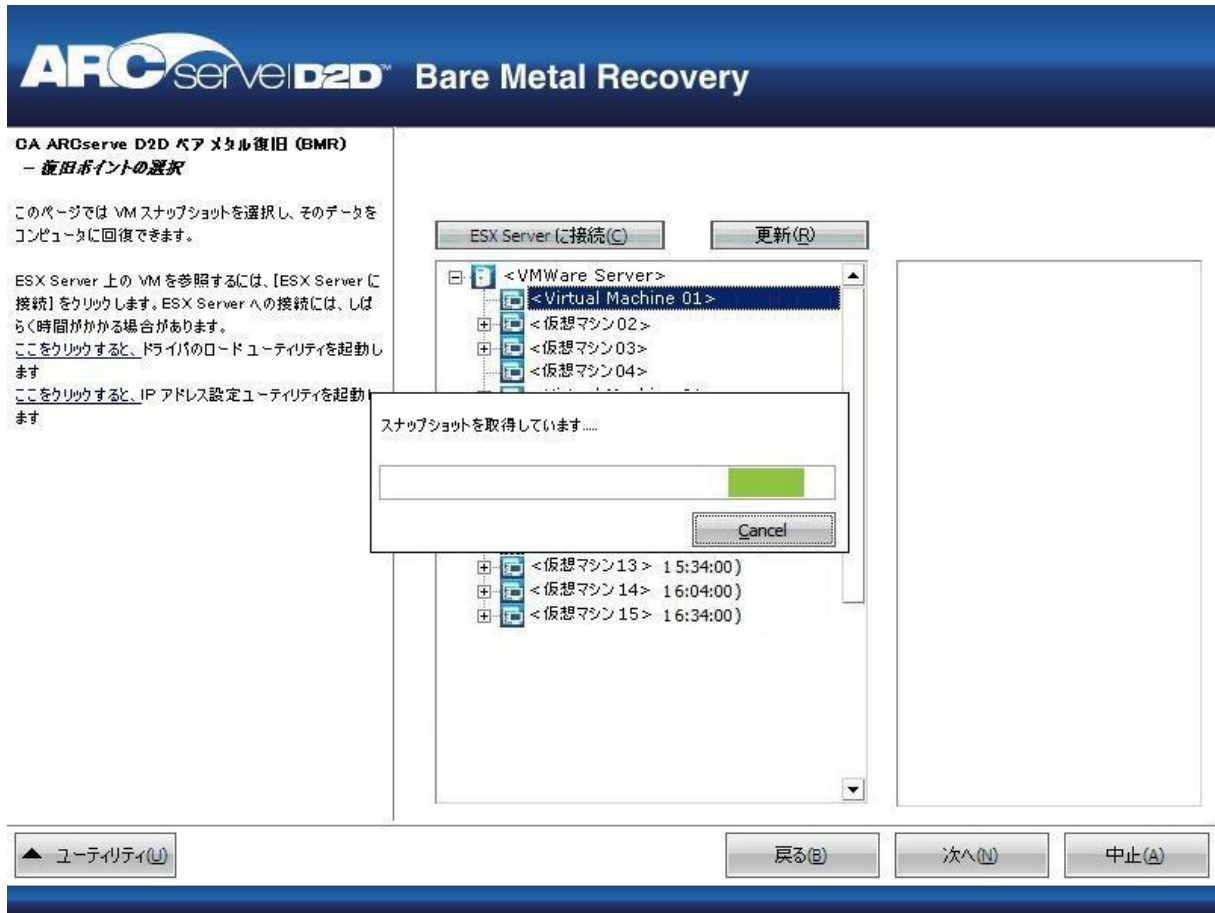 ARCserve D2D™ Bare Metal Recovery
CA ARCserve D2D ベア メタル復旧 (BMR)
– 復旧ポイントの選択
このページでは VM スナップショットを選択し、そのデータを
コンピュータに回復できます。
ESX Server 上の VM を参照するには、[ESX Server に
接続] をクリックします。ESX Server への接続には、しば
らく時間がかかる場合があります。
ここをクリックすると、ドライバのロード ユーティリティを起動し
ます
ここをクリックすると、IP アドレス設定ユーティリティを起動
ます
ESX Server に接続(C)
更新(R)
<VMWare Server>
<Virtual Machine 01>
<仮想マシン02>
<仮想マシン03>
<仮想マシン04>
スナップショットを取得しています.....
Cancel
<仮想マシン13> 15:34:00)
<仮想マシン14> 16:04:00)
<仮想マシン15> 16:34:00)
▲ ユーティリティ(U)
戻る(B)
次へ(N)
中止(A)